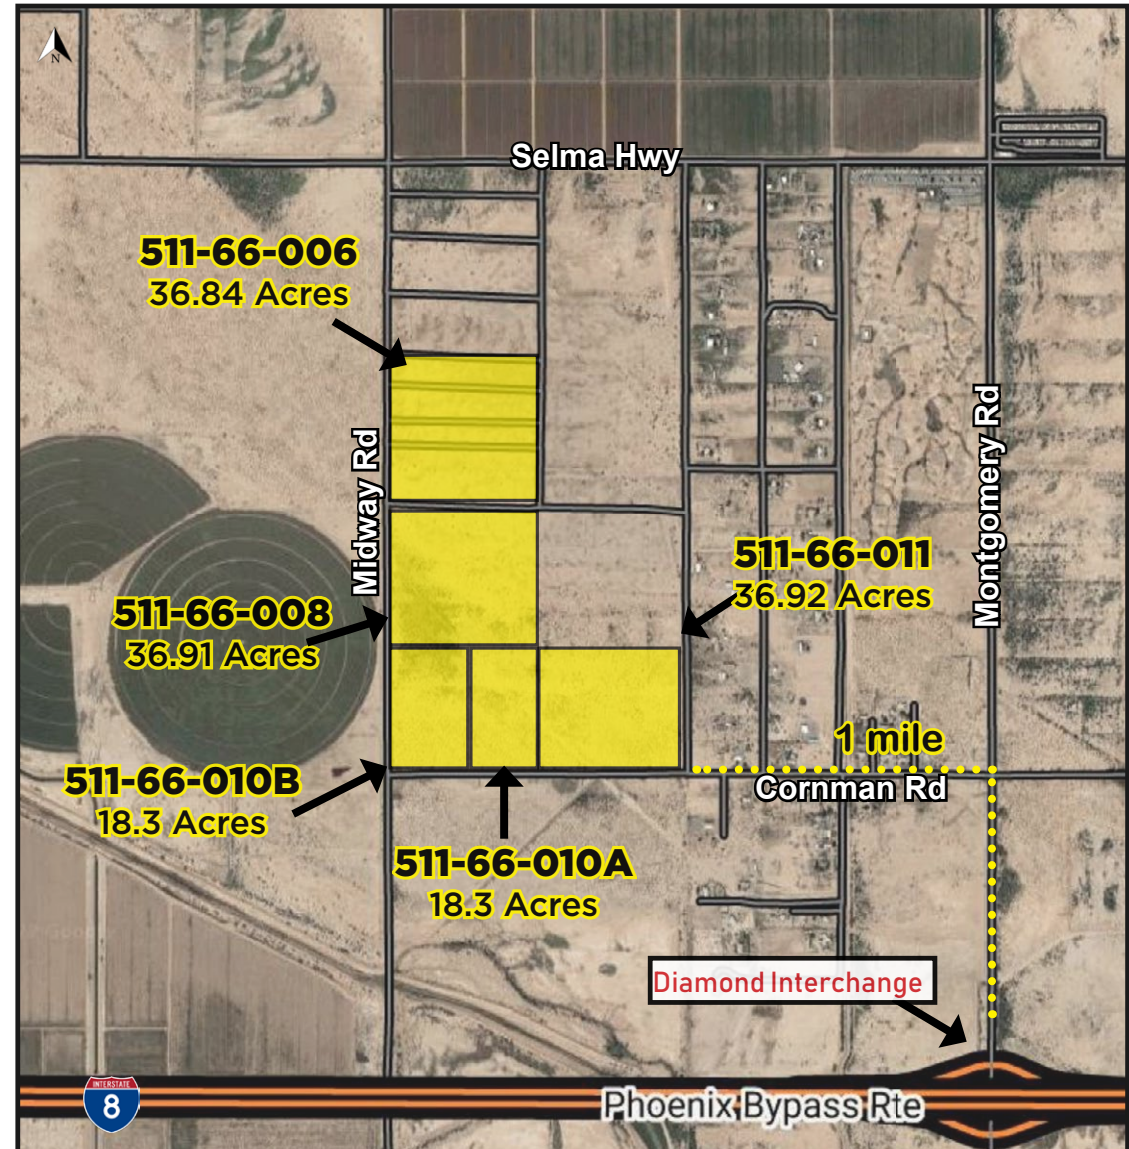 N
Selma Hwy
511-66-006
36.84 Acres
Midway Rd
Montgomery Rd
511-66-011
36.92 Acres
511-66-008
36.91 Acres
1 mile
511-66-010B
18.3 Acres
Cornman Rd
511-66-010A
18.3 Acres
Diamond Interchange
INTERSTATE
8
Phoenix Bypass Rte